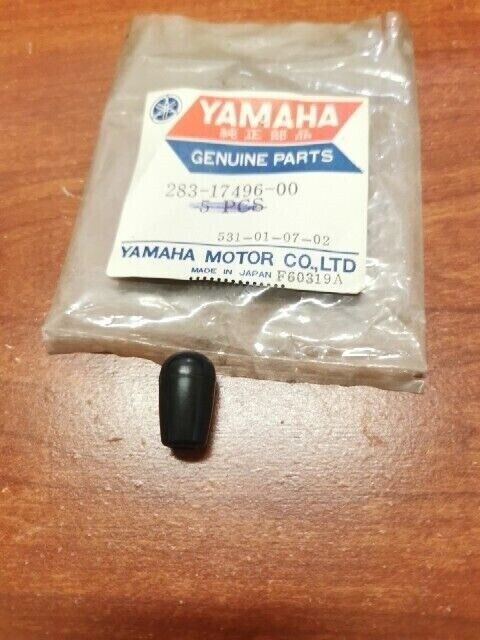 YAMAHA
純正部品
GENUINE PARTS
283-17496-00
5 PCS
531-01-07-02
YAMAHA MOTOR CO.,LTD
MADE IN JAPAN F60319A